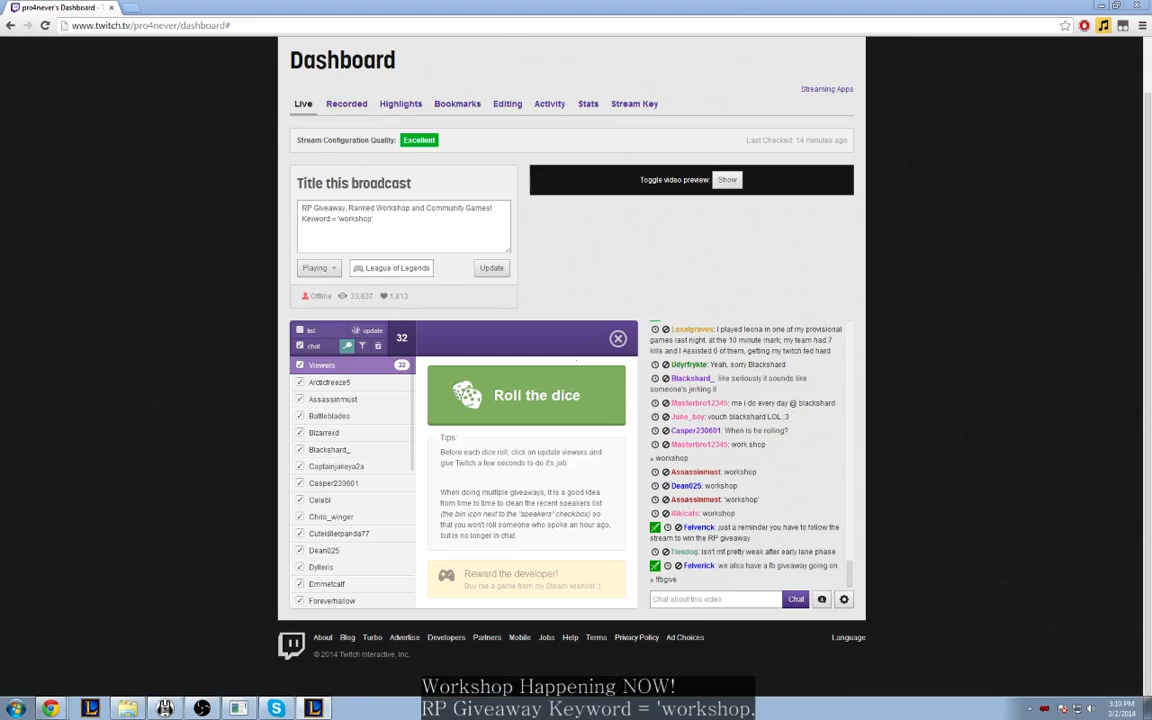 pro4never's Dashboard - T
www.twitch.tv/pro4never/dashboard#
Dashboard
Streaming Apps
Live Recorded Highlights Bookmarks Editing Activity Stats Stream Key
Stream Configuration Quality: Excellent
Last Checked: 14 minutes ago
Title this broadcast
RP Giveaway, Ranked Workshop and Community Games!
Keyword = 'workshop'
Playing League of Legends Update
Offline 33,837 1,813
Toggle video preview: Show
list update
chat
32
Viewers 32
Arcticfreeze5
Assassinmust
Battleblades
Bizarrexd
Blackshard_
Captainjakeya2a
Casper230601
Celebl
Chris_winger
Cutekillerpanda77
Dean025
Dylleris
Emmetcalf
Foreverhallow
Roll the dice
Tips:
Before each dice roll, click on update viewers and
give Twitch a few seconds to do it's job.
When doing multiple giveaways, it is a good idea
from time to time to clean the recent speakers list
(the bin icon next to the "speakers" checkbox) so
that you won't roll someone who spoke an hour ago,
but is no longer in chat.
Reward the developer!
Buy me a game from my Steam wishlist :)
Lexalgraves: I played leona in one of my provisional
games last night. at the 10 minute mark, my team had 7
kills and I Assisted 6 of them, getting my twitch fed hard
Udyrfrykte: Yeah, sorry Blackshard
Blackshard_: like seriously it sounds like
someone's jerking it
Masterbro12345: me i do every day @ blackshard
June_boy: vouch blackshard LOL :3
Casper230601: When is he rolling?
Masterbro12345: work shop
» workshop
Assassinmust: workshop
Dean025: workshop
Assassinmust: 'workshop'
Kikicats: workshop
Felverick: just a reminder you have to follow the
stream to win the RP giveaway
Fiendog: isn't mf pretty weak after early lane phase
Felverick: we also have a fb giveaway going on
» !fbgive
Chat about this video
Chat
About Blog Turbo Advertise Developers Partners Mobile Jobs Help Terms Privacy Policy Ad Choices
Language
© 2014 Twitch Interactive, Inc.
Workshop Happening NOW!
RP Giveaway Keyword = 'workshop.
3:10 PM
3/2/2014